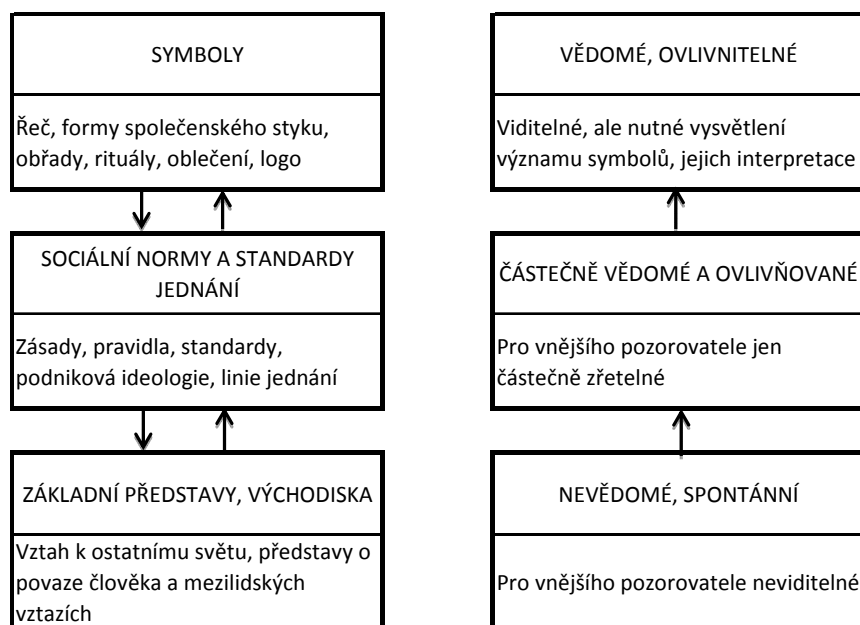 SYMBOLY
Řeč, formy společenského styku,
obřady, rituály, oblečení, logo
VĚDOMÉ, OVLIVNITELNÉ
Viditelné, ale nutné vysvětlení
významu symbolů, jejich interpretace
SOCIÁLNÍ NORMY A STANDARDY
JEDNÁNÍ
Zásady, pravidla, standardy,
podniková ideologie, linie jednání
ČÁSTEČNĚ VĚDOMÉ A OVLIVŇOVANÉ
Pro vnějšího pozorovatele jen
částečně zřetelné
ZÁKLADNÍ PŘEDSTAVY, VÝCHODISKA
Vztah k ostatnímu světu, představy o
povaze člověka a mezilidských
vztazích
NEVĚDOMÉ, SPONTÁNNÍ
Pro vnějšího pozorovatele neviditelné